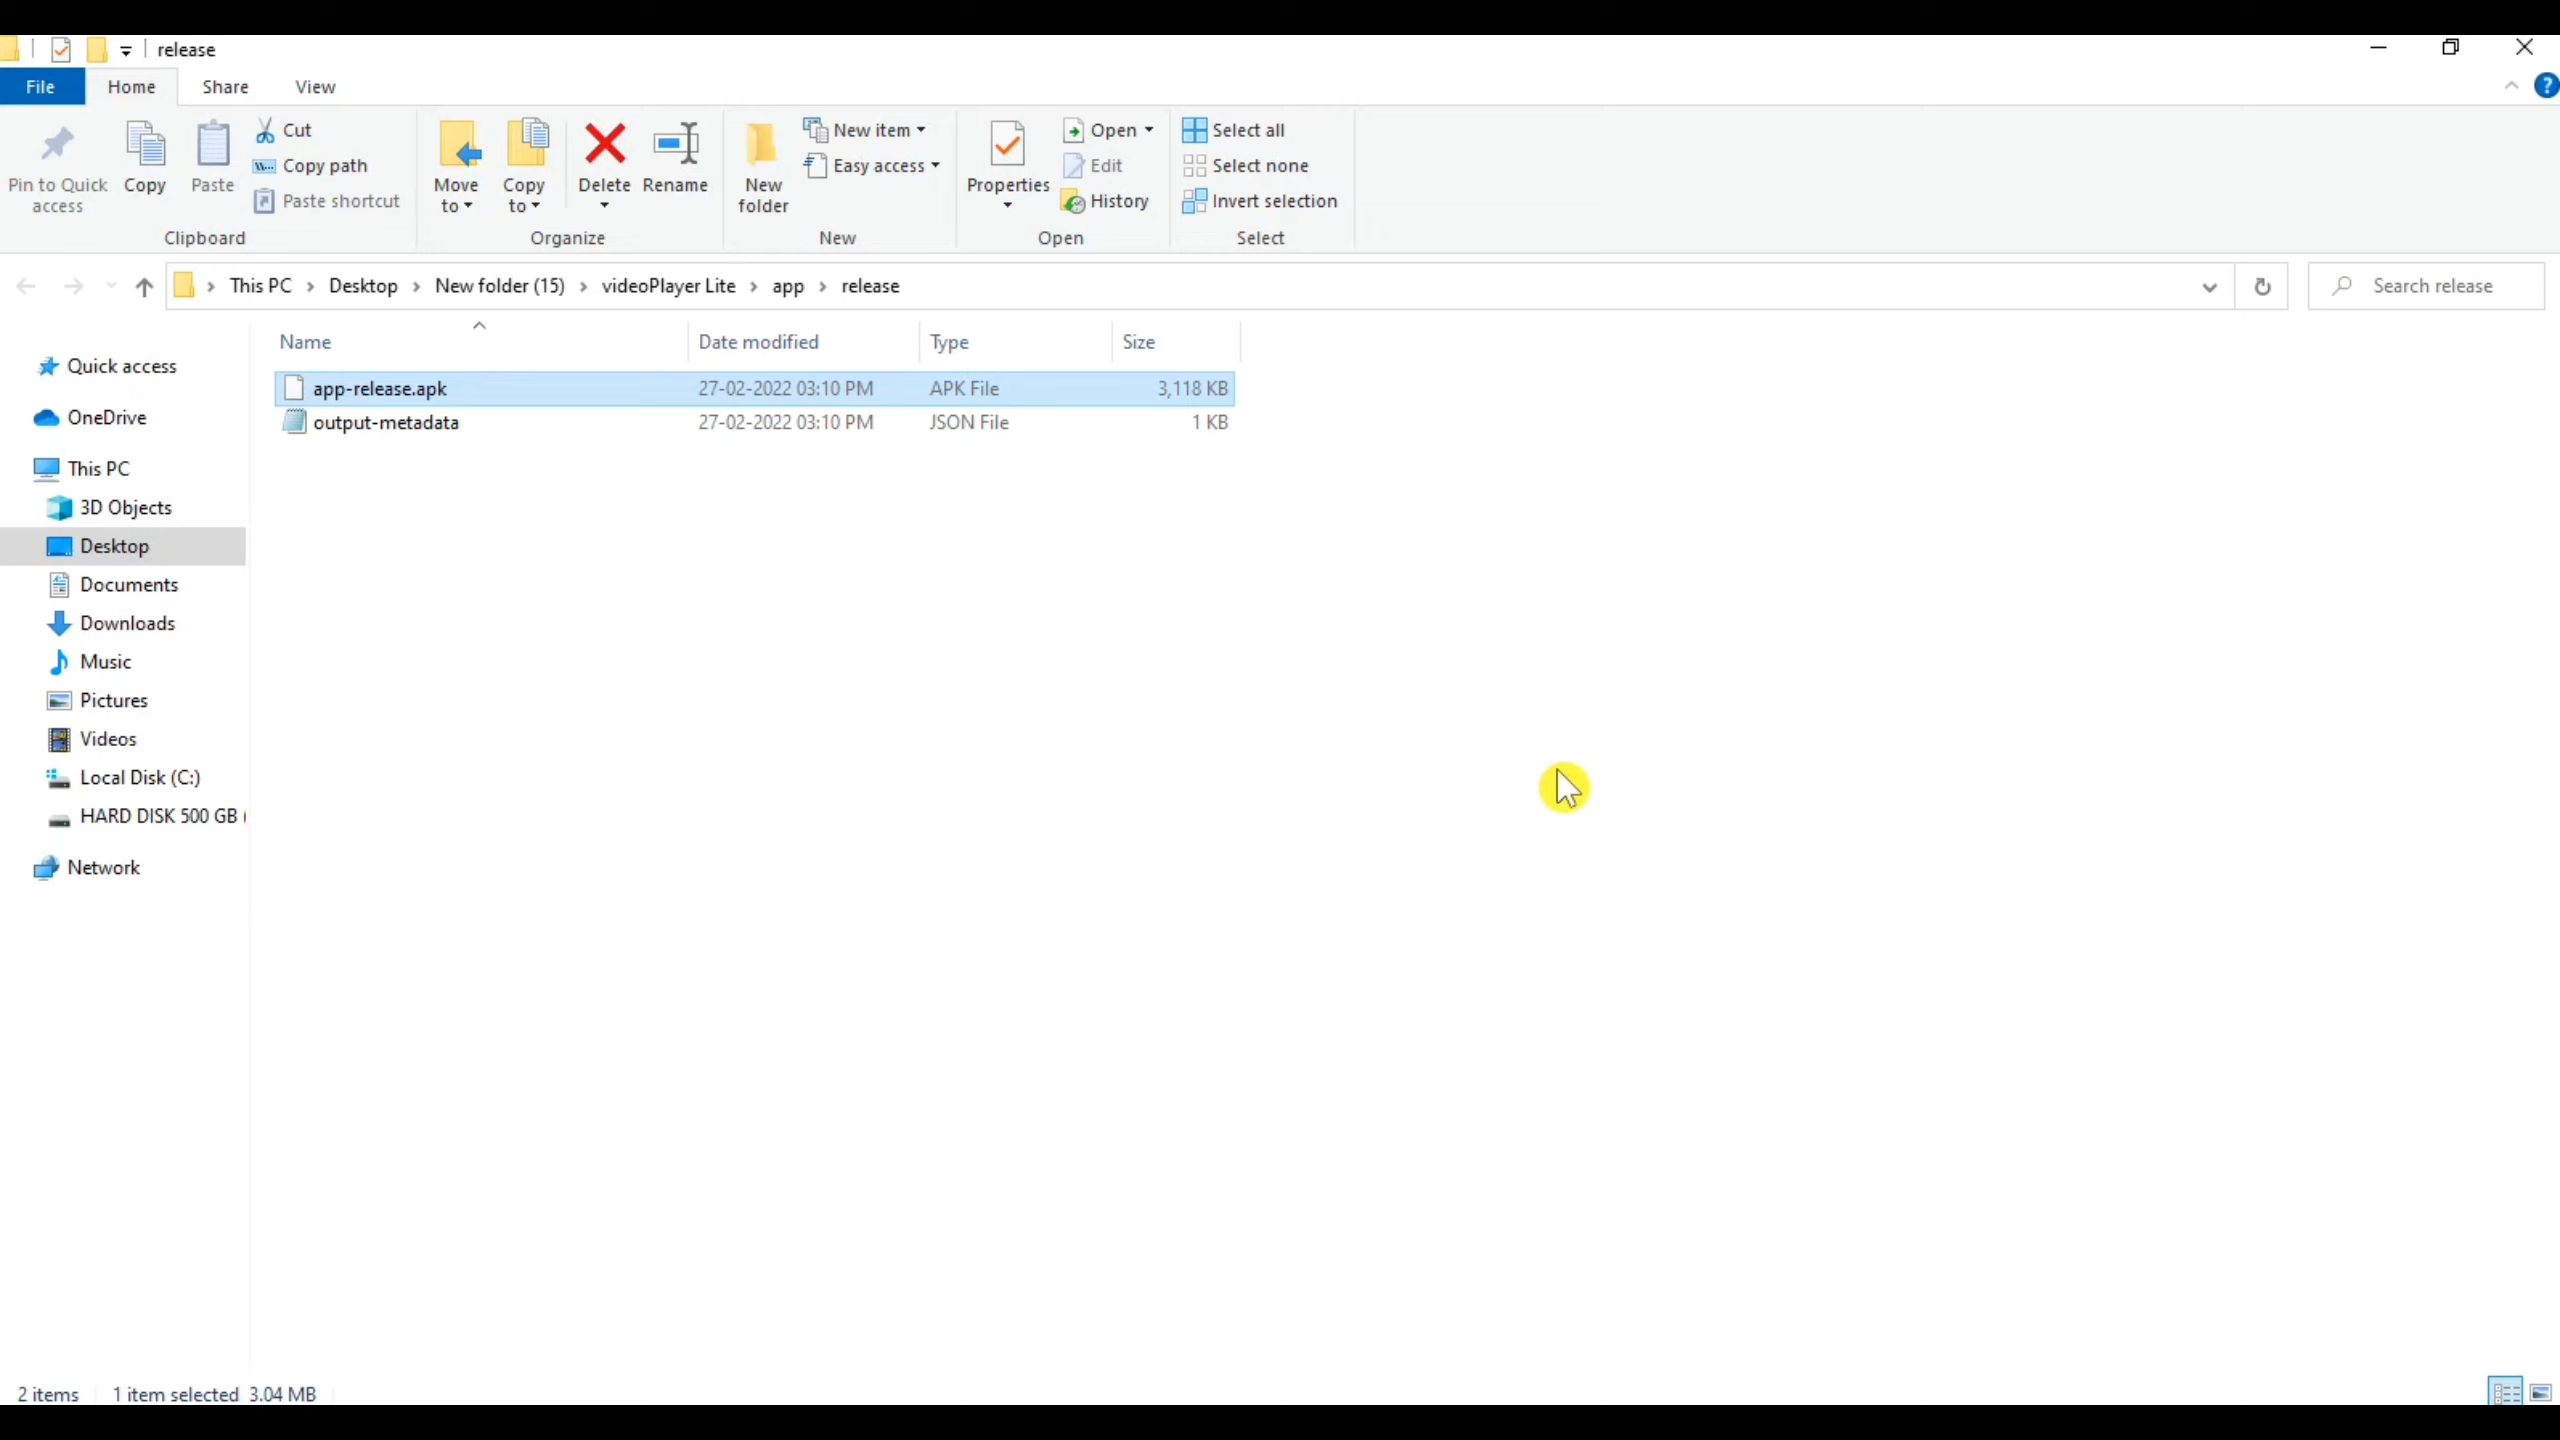 release
File Home Share View
Pin to Quick access
Copy
Paste
Cut
Copy path
Paste shortcut
Clipboard
Move to
Copy to
Delete
Rename
Organize
New folder
New item
Easy access
New
Properties
Open
Edit
History
Open
Select all
Select none
Invert selection
Select
This PC > Desktop > New folder (15) > videoPlayer Lite > app > release
Search release
Name Date modified Type Size
app-release.apk 27-02-2022 03:10 PM APK File 3,118 KB
output-metadata 27-02-2022 03:10 PM JSON File 1 KB
Quick access
OneDrive
This PC
3D Objects
Desktop
Documents
Downloads
Music
Pictures
Videos
Local Disk (C:)
HARD DISK 500 GB (
Network
2 items 1 item selected 3.04 MB